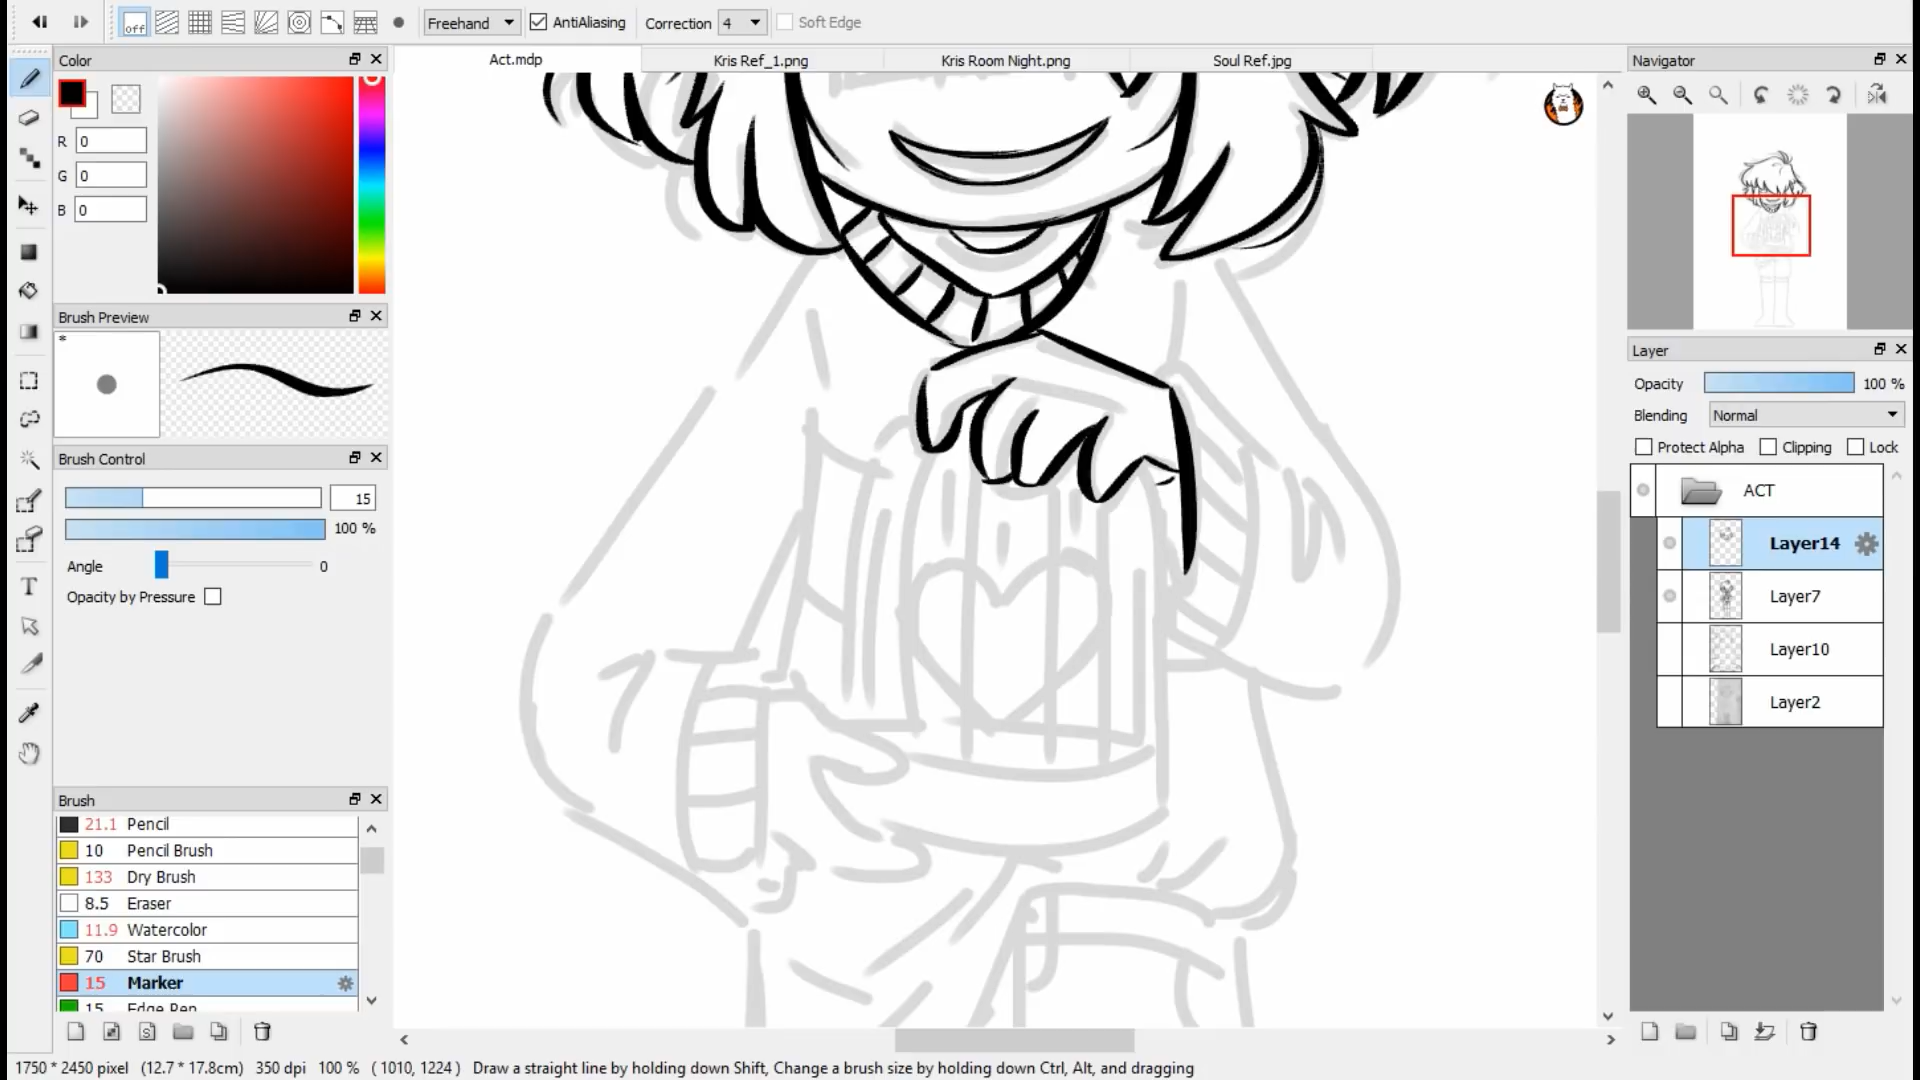 off
Freehand
AntiAliasing
Correction
4
Soft Edge
Color
R
0
G
0
B
0
Brush Preview
*
Brush Control
15
100 %
Angle
0
Opacity by Pressure
Brush
21.1 Pencil
10 Pencil Brush
133 Dry Brush
8.5 Eraser
11.9 Watercolor
70 Star Brush
15 Marker
15 Edge Pen
T
S
Act.mdp
Kris Ref_1.png
Kris Room Night.png
Soul Ref.jpg
Navigator
Layer
Opacity
100 %
Blending
Normal
Protect Alpha
Clipping
Lock
ACT
Layer14
Layer7
Layer10
Layer2
1750 * 2450 pixel (12.7 * 17.8cm) 350 dpi 100 % ( 1010, 1224 ) Draw a straight line by holding down Shift, Change a brush size by holding down Ctrl, Alt, and dragging